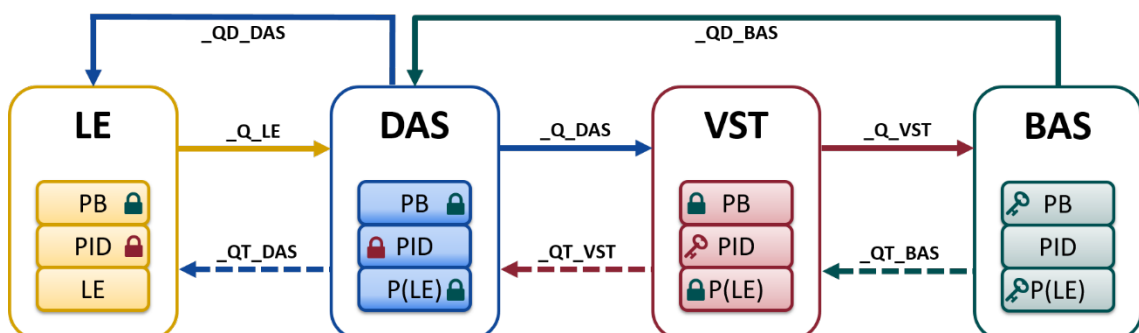 _QD_DAS
_QD_BAS
LE
DAS
VST
BAS
_Q_LE
_Q_DAS
_Q_VST
PB
PB
PB
PB
PID
PID
PID
PID
_QT_DAS
_QT_VST
_QT_BAS
LE
P(LE)
P(LE)
P(LE)